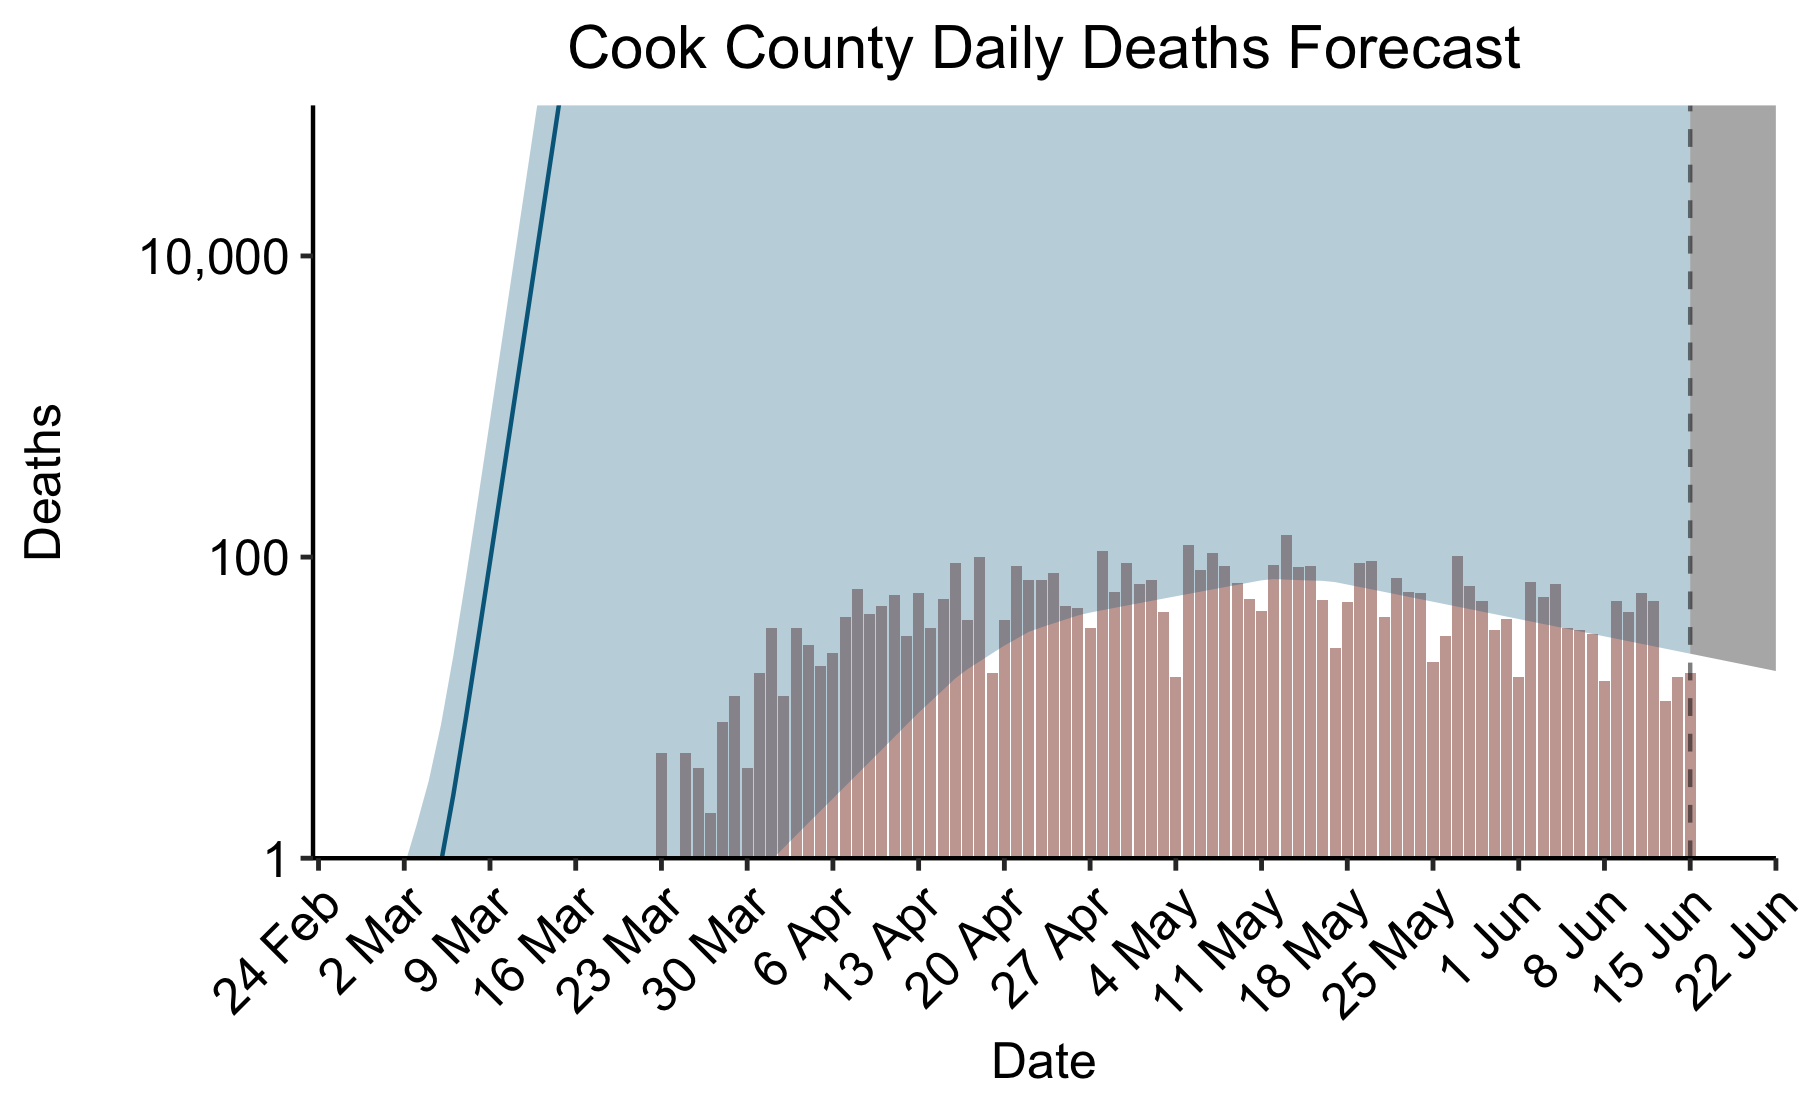 Cook County Daily Deaths Forecast
10,000
100
1
Deaths
24 Feb
2 Mar
9 Mar
16 Mar
23 Mar
30 Mar
6 Apr
13 Apr
20 Apr
27 Apr
4 May
11 May
18 May
25 May
1 Jun
8 Jun
15 Jun
22 Jun
Date